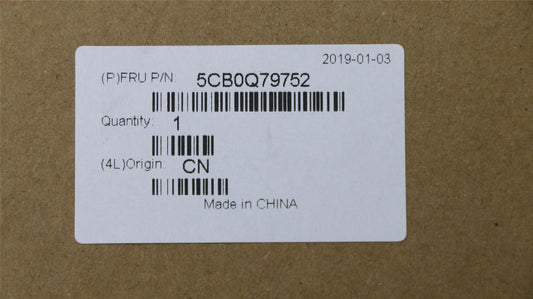 2019-01-03
(P)FRU P/N: 5CB0Q79752
Quantity: 1
(4L)Origin: CN
Made in CHINA